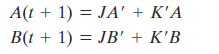 A(t + 1) = JA' + K'A
B(t + 1) = JB' + K'B